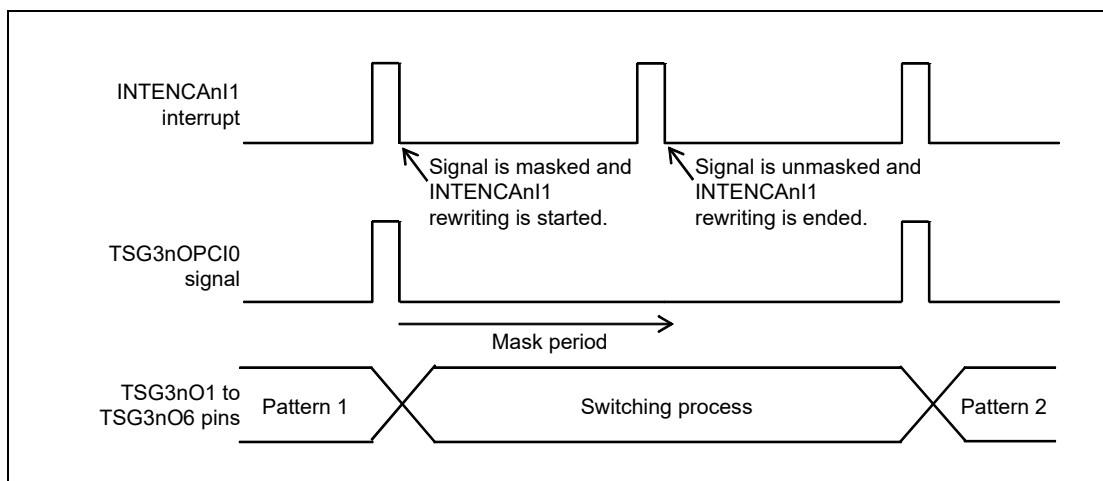 INTENCAnI1
interrupt
Signal is masked and
INTENCAnI1
rewriting is started.
Signal is unmasked and
INTENCAnI1
rewriting is ended.
TSG3nOPCI0
signal
Mask period
TSG3nO1 to
TSG3nO6 pins
Pattern 1
Switching process
Pattern 2